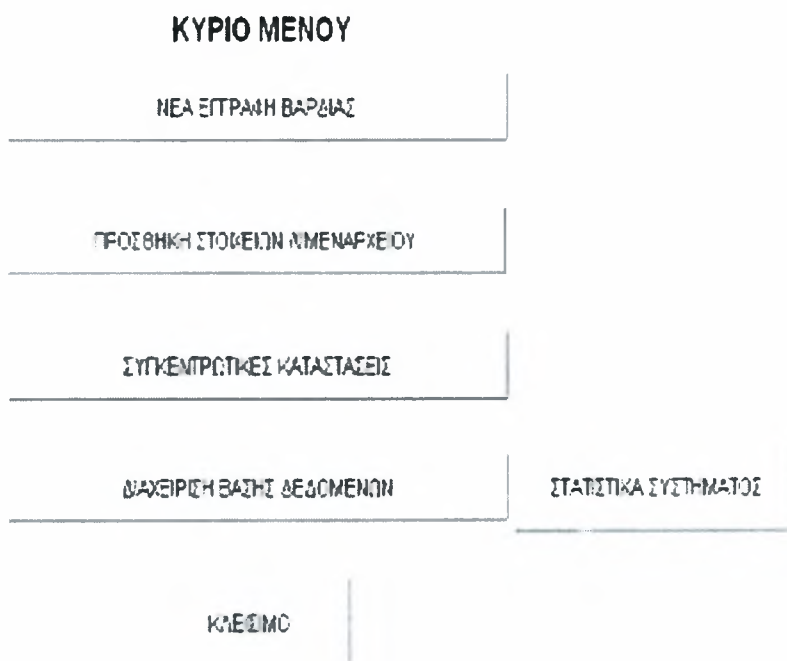 ΚΥΡΙΟ ΜΕΝΟΥ
ΝΕΑ ΕΓΓΡΑΦΗ ΒΑΡΔΙΑΣ
ΠΡΟΣΘΗΚΗ ΣΤΟΙΧΕΙΩΝ ΛΙΜΕΝΑΡΧΕΙΟΥ
ΣΥΓΚΕΝΤΡΩΤΙΚΕΣ ΚΑΤΑΣΤΑΣΕΙΣ
ΔΙΑΧΕΙΡΙΣΗ ΒΑΣΗΣ ΔΕΔΟΜΕΝΩΝ
ΣΤΑΤΙΣΤΙΚΑ ΣΥΣΤΗΜΑΤΟΣ
ΚΛΕΙΣΙΜΟ